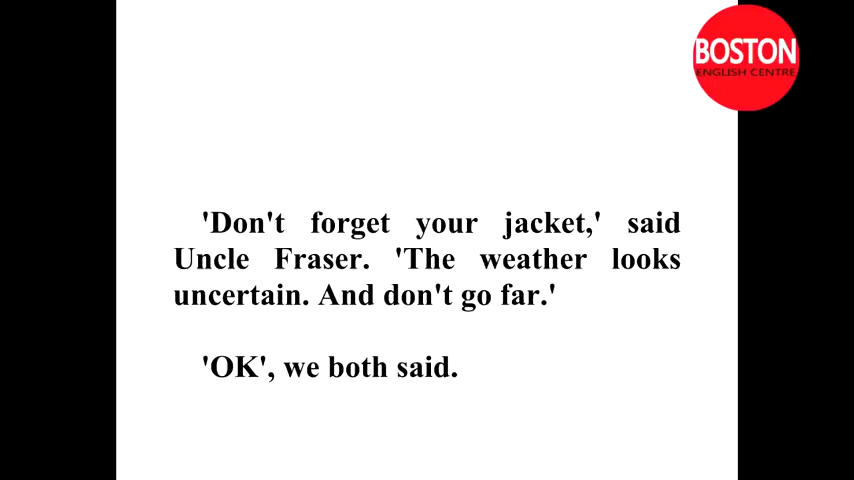 BOSTON
ENGLISH CENTRE
'Don't forget your jacket,' said
Uncle Fraser. 'The weather looks
uncertain. And don't go far.'
'OK', we both said.